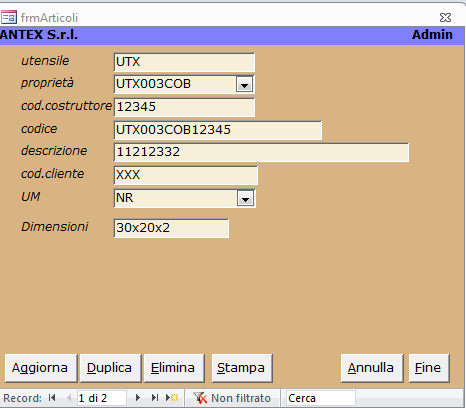 frmArticoli
ANTEX S.r.l. Admin
utensile UTX
proprietà UTX003COB
cod.costruttore 12345
codice UTX003COB12345
descrizione 11212332
cod.cliente XXX
UM NR
Dimensioni 30x20x2
Aggiorna Duplica Elimina Stampa Annulla Fine
Record: 1 di 2 Non filtrato Cerca